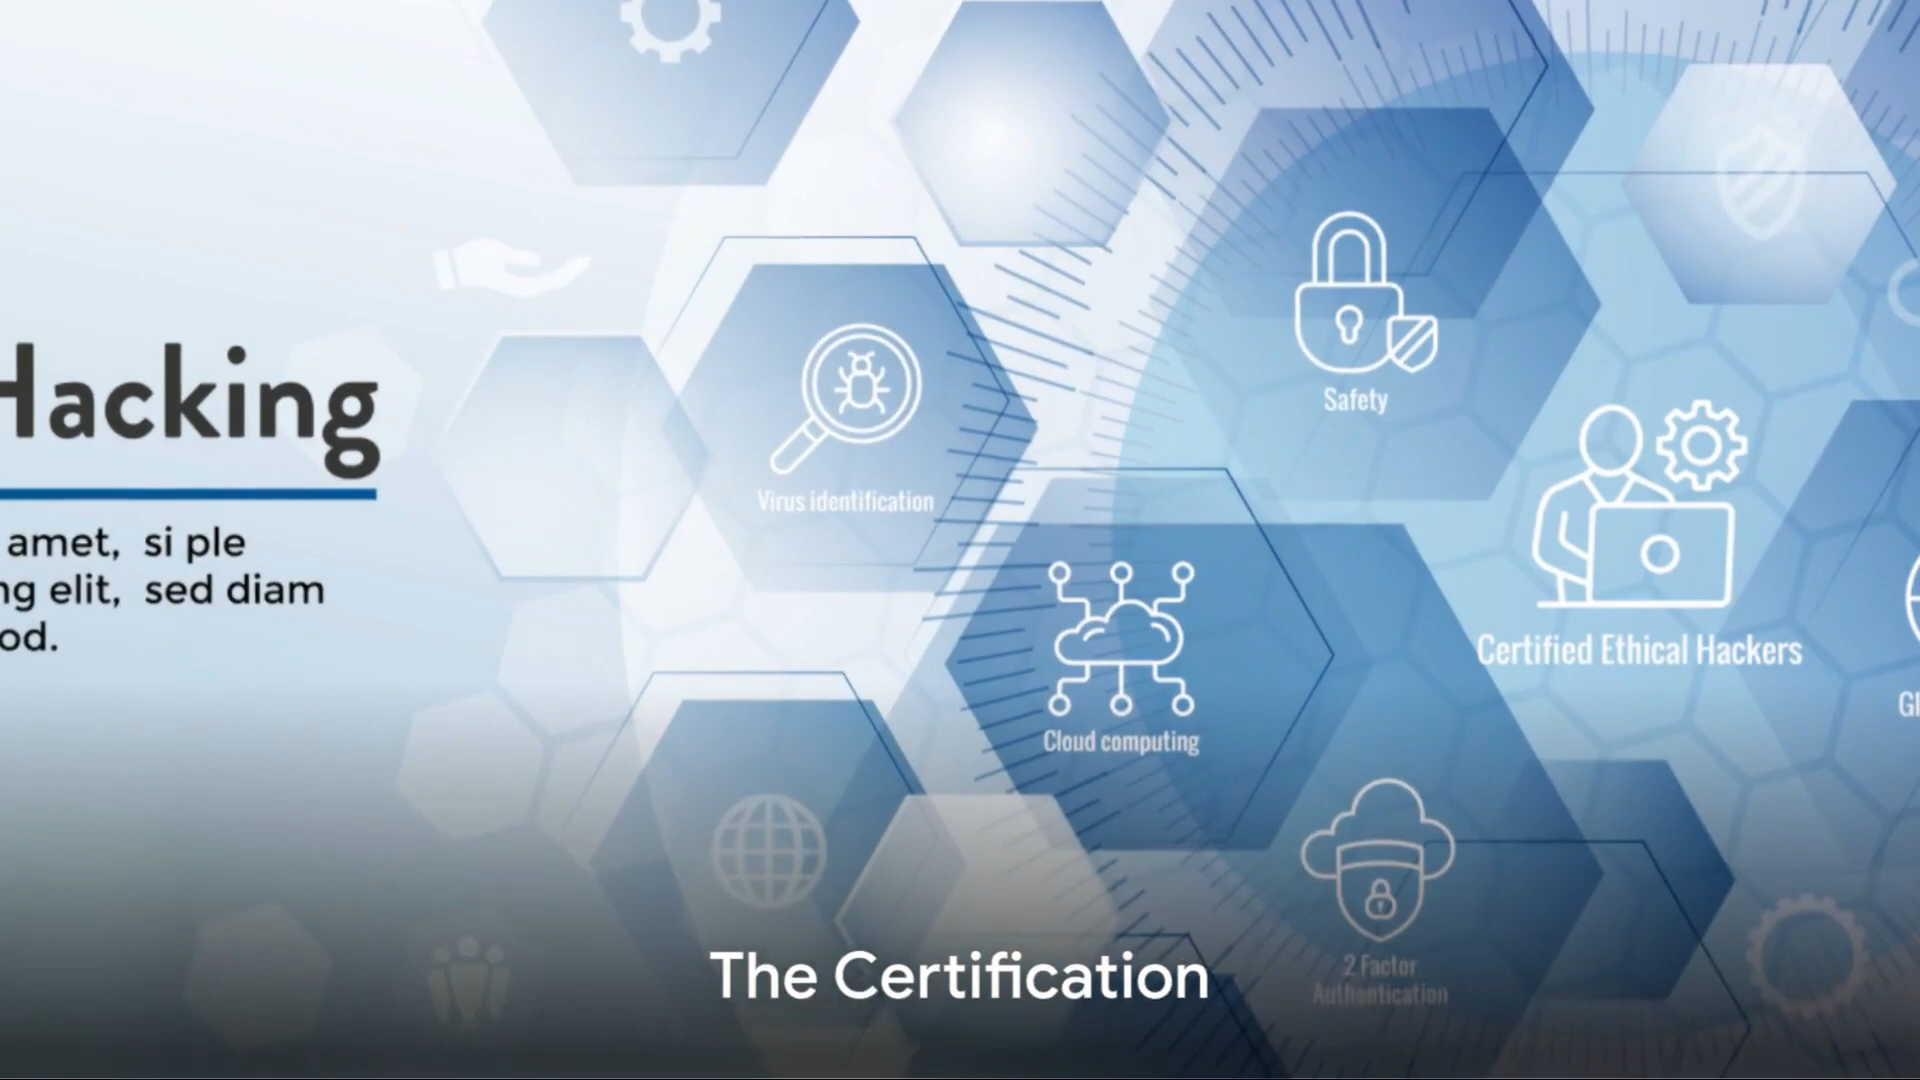 Hacking
amet, si ple
ng elit, sed diam
od.
Virus identification
Safety
Certified Ethical Hackers
Cloud computing
Gl
2 Factor
Authentication
The Certification